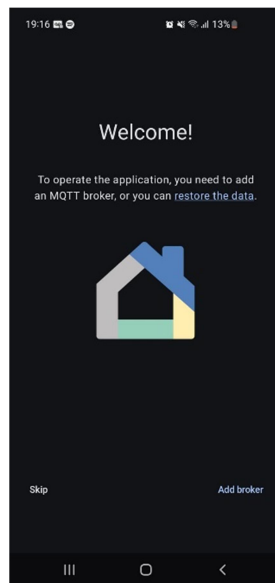 19:16 13%
Welcome!
To operate the application, you need to add
an MQTT broker, or you can restore the data.
Skip Add broker